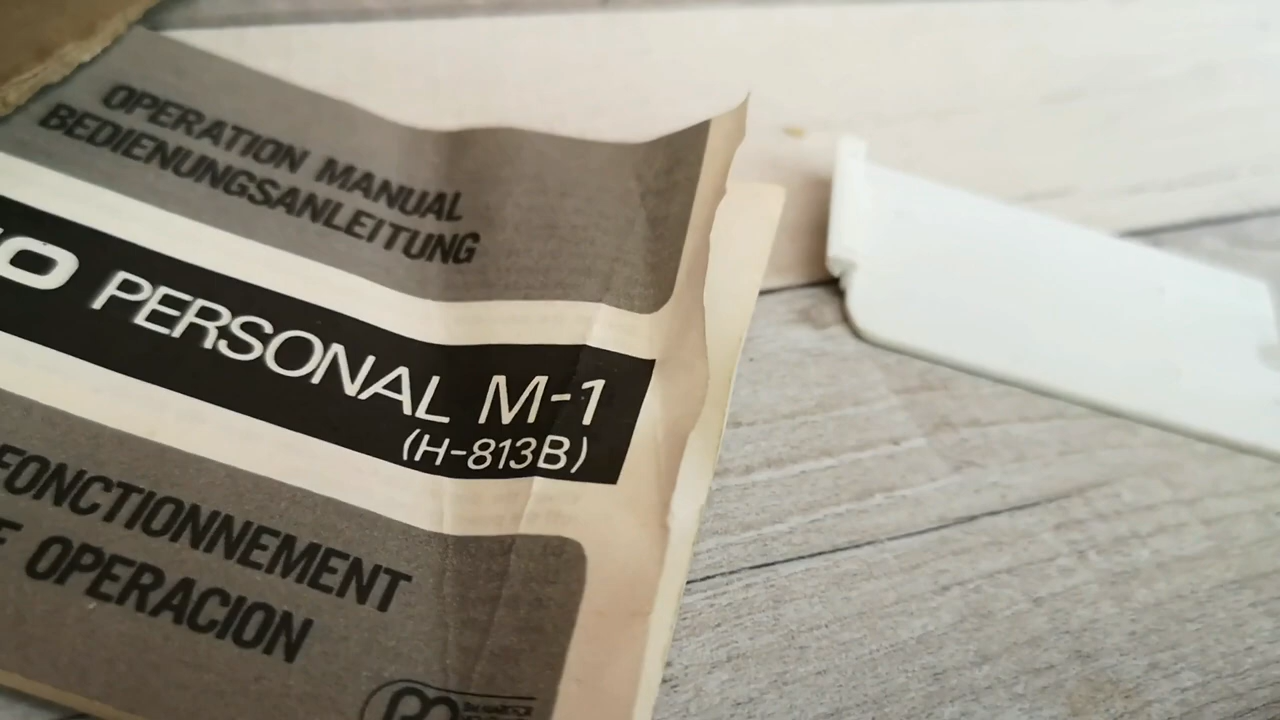 OPERATION MANUAL
BEDIENUNGSANLEITUNG
O PERSONAL M-1
(H-813B)
FONCTIONNEMENT
E OPERACION